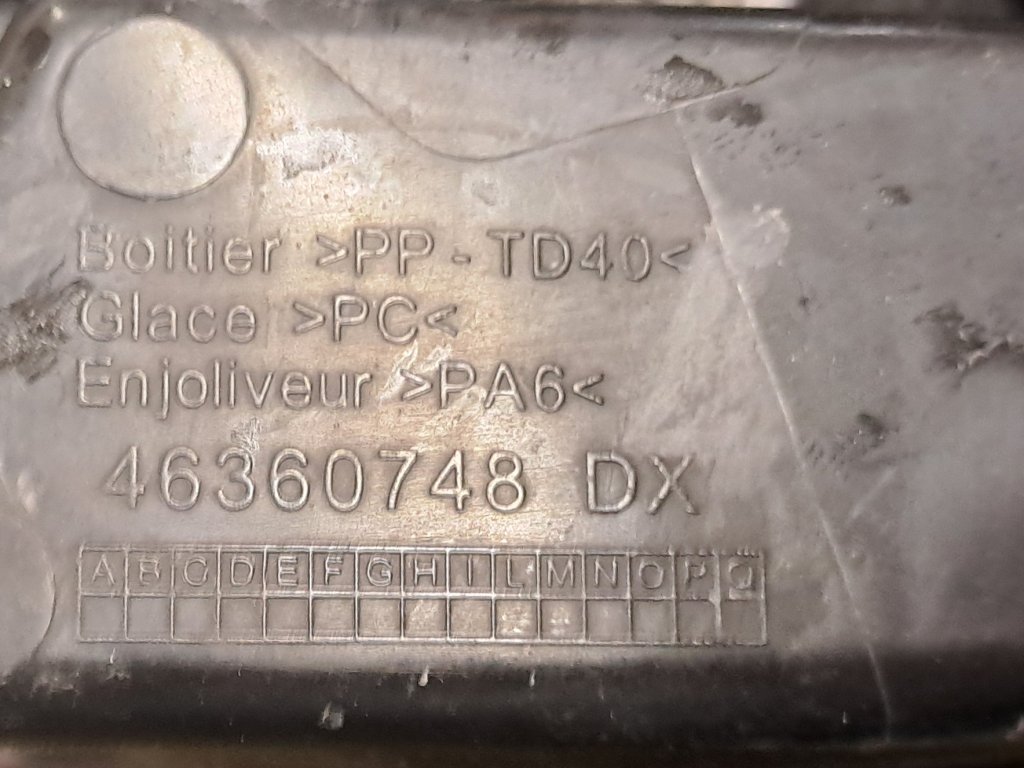 Boitier >PP - TD40<
Glace >PC<
Enjoliveur >PA6<
46360748 DX
A B C D E F G H I L M N O P Q